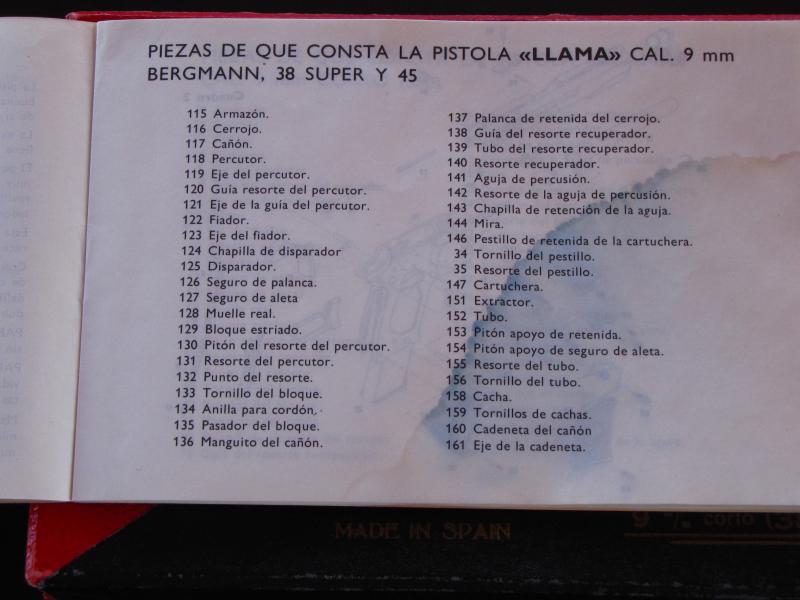 PIEZAS DE QUE CONSTA LA PISTOLA «LLAMA» CAL. 9 mm
BERGMANN, 38 SUPER Y 45
115 Armazón.
116 Cerrojo.
117 Cañón.
118 Percutor.
119 Eje del percutor.
120 Guía resorte del percutor.
121 Eje de la guía del percutor.
122 Fiador.
123 Eje del fiador.
124 Chapilla de disparador
125 Disparador.
126 Seguro de palanca.
127 Seguro de aleta
128 Muelle real.
129 Bloque estriado.
130 Pitón del resorte del percutor.
131 Resorte del percutor.
132 Punto del resorte.
133 Tornillo del bloque.
134 Anilla para cordón.
135 Pasador del bloque.
136 Manguito del cañón.
137 Palanca de retenida del cerrojo.
138 Guía del resorte recuperador.
139 Tubo del resorte recuperador.
140 Resorte recuperador.
141 Aguja de percusión.
142 Resorte de la aguja de percusión.
143 Chapilla de retención de la aguja.
144 Mira.
146 Pestillo de retenida de la cartuchera.
34 Tornillo del pestillo.
35 Resorte del pestillo.
147 Cartuchera.
151 Extractor.
152 Tubo.
153 Pitón apoyo de retenida.
154 Pitón apoyo de seguro de aleta.
155 Resorte del tubo.
156 Tornillo del tubo.
158 Cacha.
159 Tornillos de cachas.
160 Cadeneta del cañón
161 Eje de la cadeneta.
MADE IN SPAIN
9 m/m corto (38